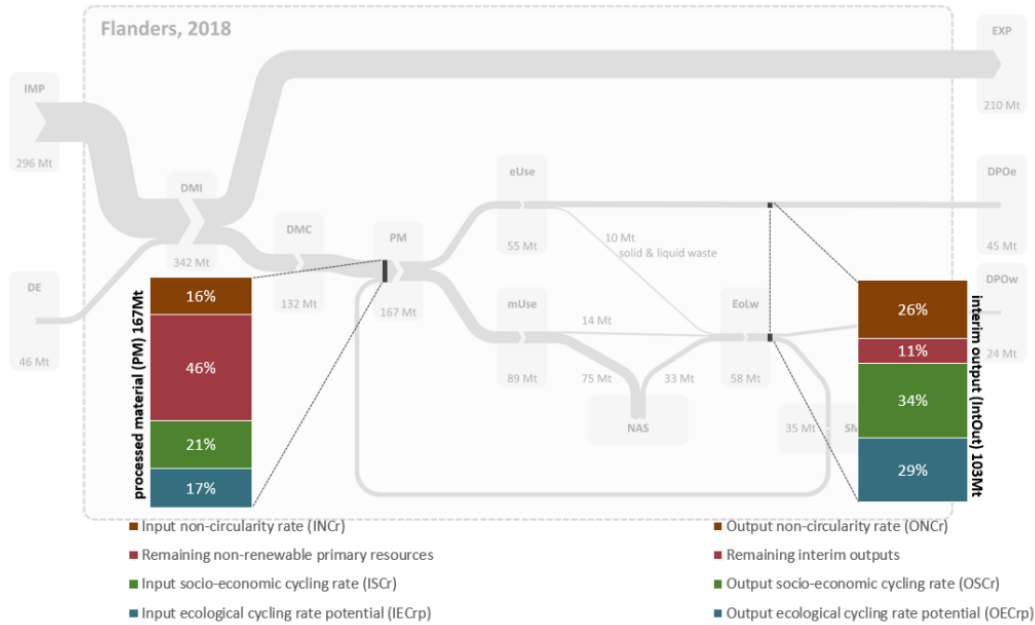 Flanders, 2018
EXP
210 Mt
IMP
296 Mt
DMI
342 Mt
DMC
132 Mt
PM
167 Mt
eUse
55 Mt
10 Mt
solid & liquid waste
DPOe
45 Mt
DE
46 Mt
mUse
89 Mt
14 Mt
75 Mt
33 Mt
EoLw
58 Mt
DPOw
24 Mt
NAS
35 Mt
SM
processed material (PM) 167Mt
16%
46%
21%
17%
interim output (IntOut) 103Mt
26%
11%
34%
29%
Input non-circularity rate (INCr)
Remaining non-renewable primary resources
Input socio-economic cycling rate (ISCr)
Input ecological cycling rate potential (IECrp)
Output non-circularity rate (ONCr)
Remaining interim outputs
Output socio-economic cycling rate (OSCr)
Output ecological cycling rate potential (OECrp)